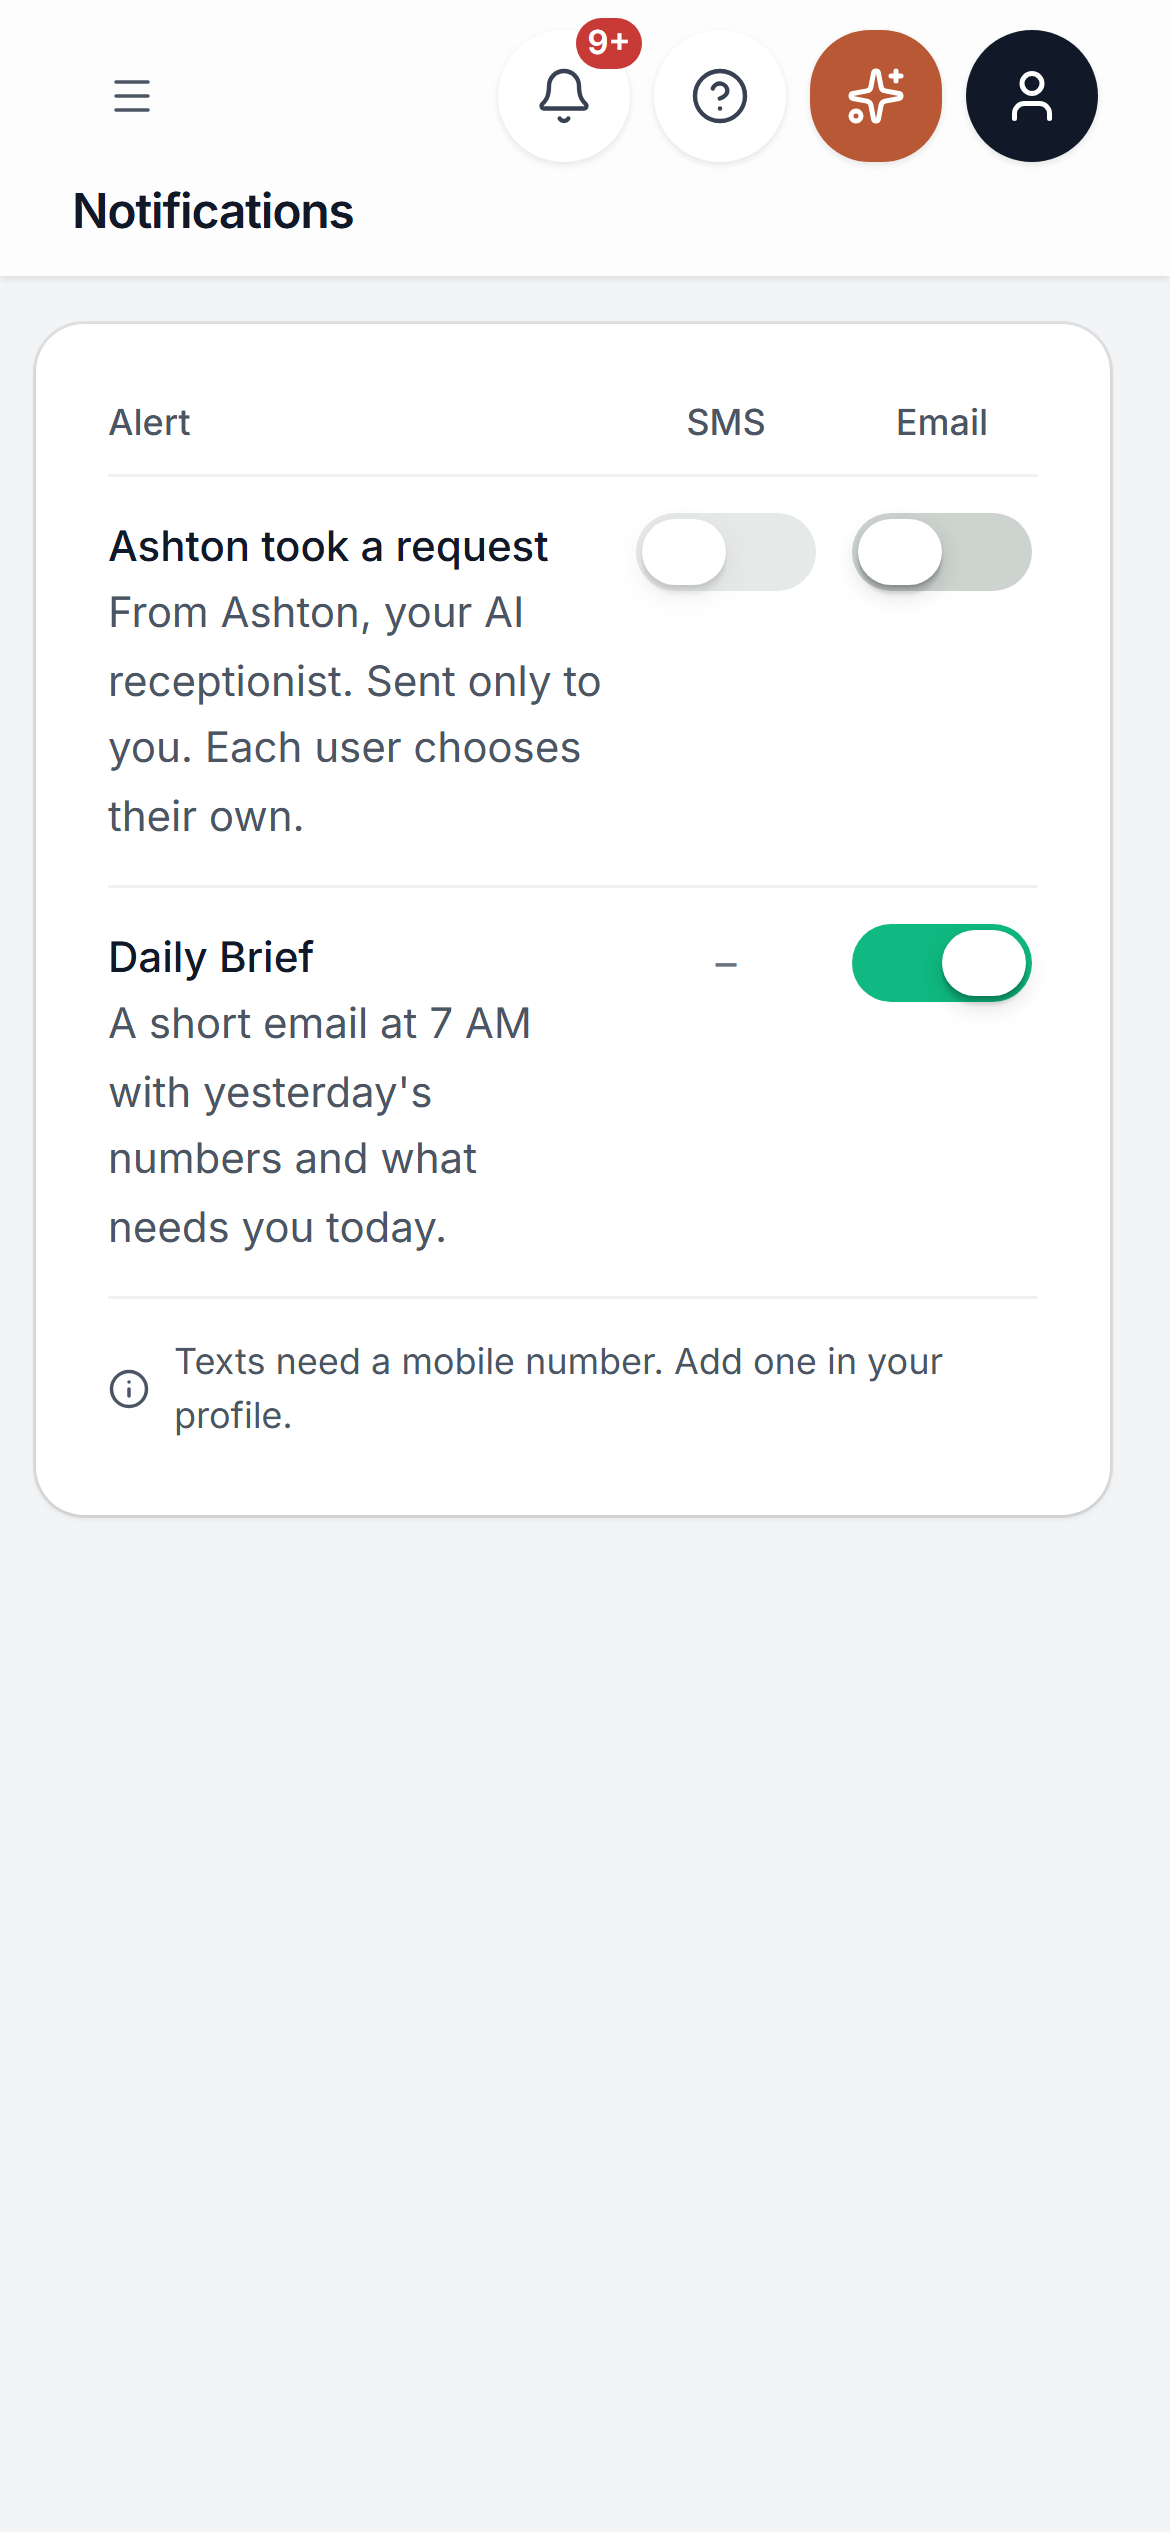 9+
Notifications
Alert SMS Email
Ashton took a request
From Ashton, your AI
receptionist. Sent only to
you. Each user chooses
their own.
Daily Brief –
A short email at 7 AM
with yesterday's
numbers and what
needs you today.
Texts need a mobile number. Add one in your
profile.